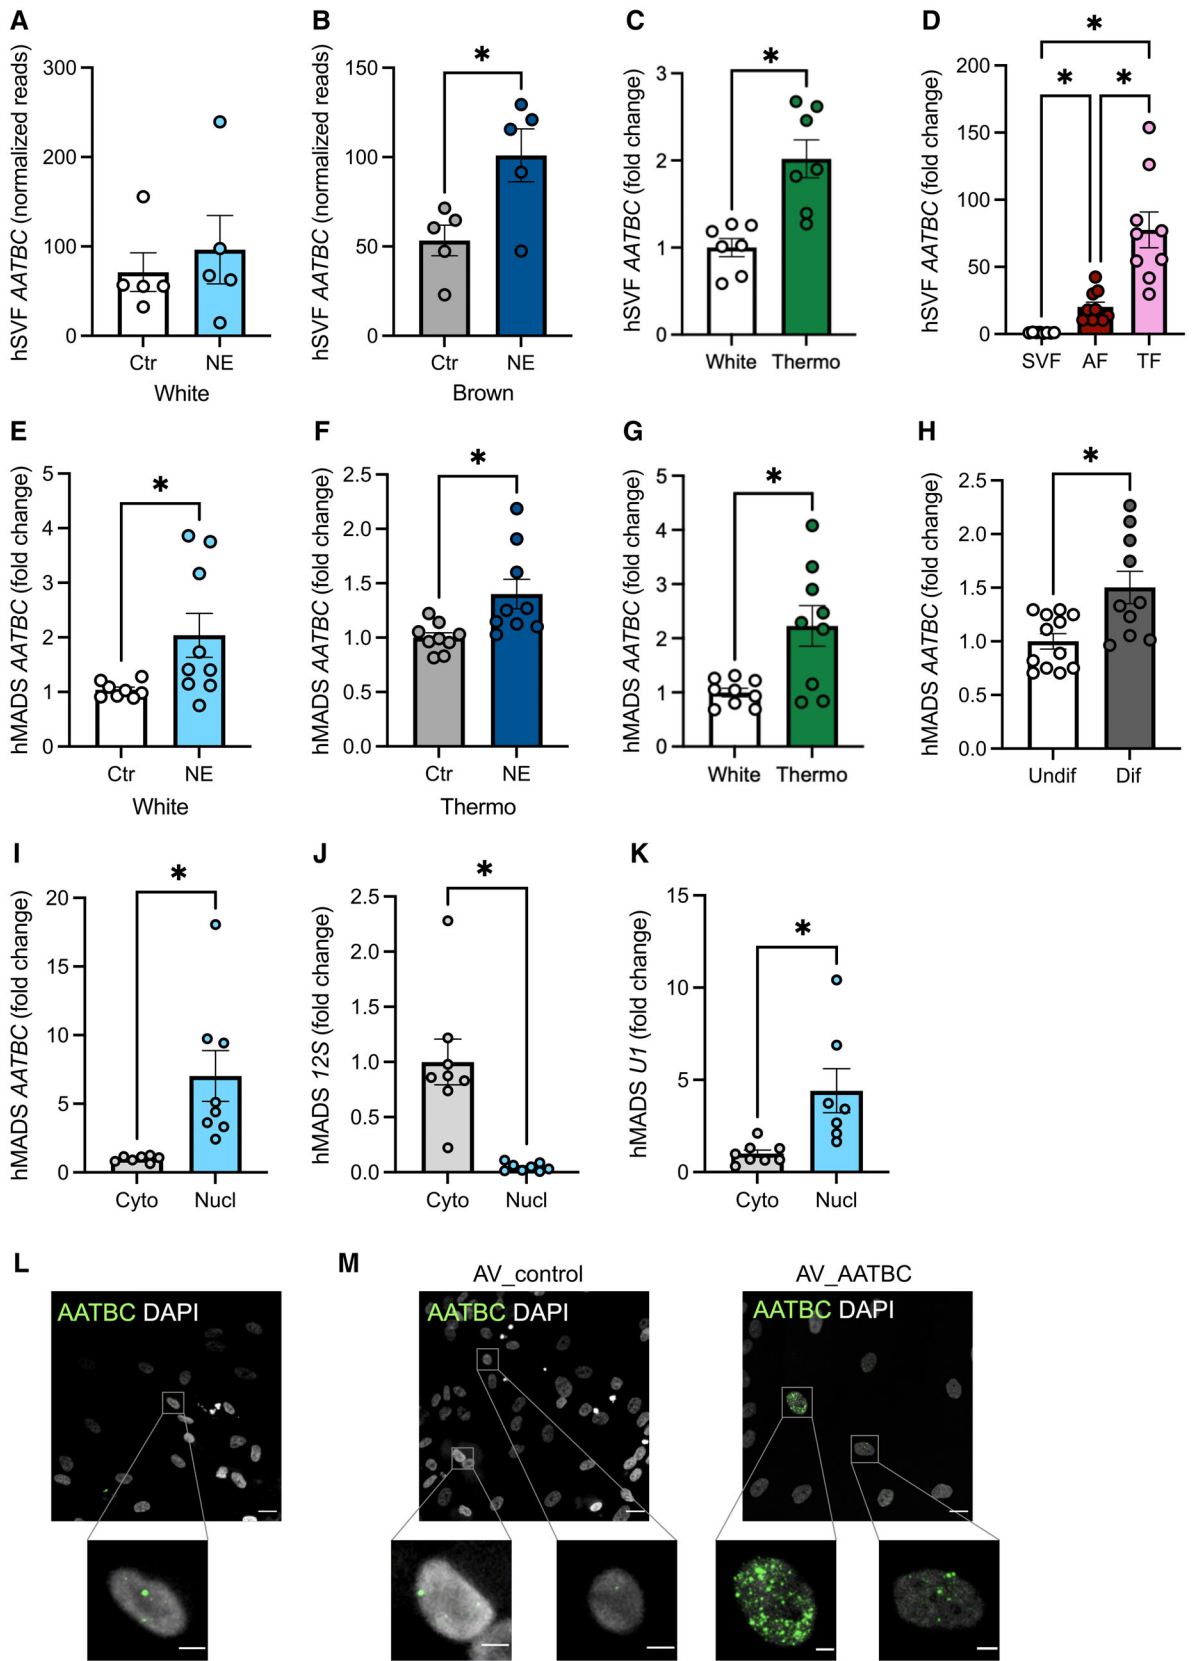 A
hSVF AATBC (normalized reads)
300
200
100
0
Ctr NE
White
B
*
hSVF AATBC (normalized reads)
150
100
50
0
Ctr NE
Brown
C
*
hSVF AATBC (fold change)
3
2
1
0
White Thermo
D
*
* *
hSVF AATBC (fold change)
200
150
100
50
0
SVF AF TF
E
*
hMADS AATBC (fold change)
5
4
3
2
1
0
Ctr NE
White
F
*
hMADS AATBC (fold change)
2.5
2.0
1.5
1.0
0.5
0.0
Ctr NE
Thermo
G
*
hMADS AATBC (fold change)
5
4
3
2
1
0
White Thermo
H
*
hMADS AATBC (fold change)
2.5
2.0
1.5
1.0
0.5
0.0
Undif Dif
I
*
hMADS AATBC (fold change)
20
15
10
5
0
Cyto Nucl
J
*
hMADS 12S (fold change)
2.5
2.0
1.5
1.0
0.5
0.0
Cyto Nucl
K
*
hMADS U1 (fold change)
15
10
5
0
Cyto Nucl
L
AATBC DAPI
M
AV_control
AATBC DAPI
AV_AATBC
AATBC DAPI